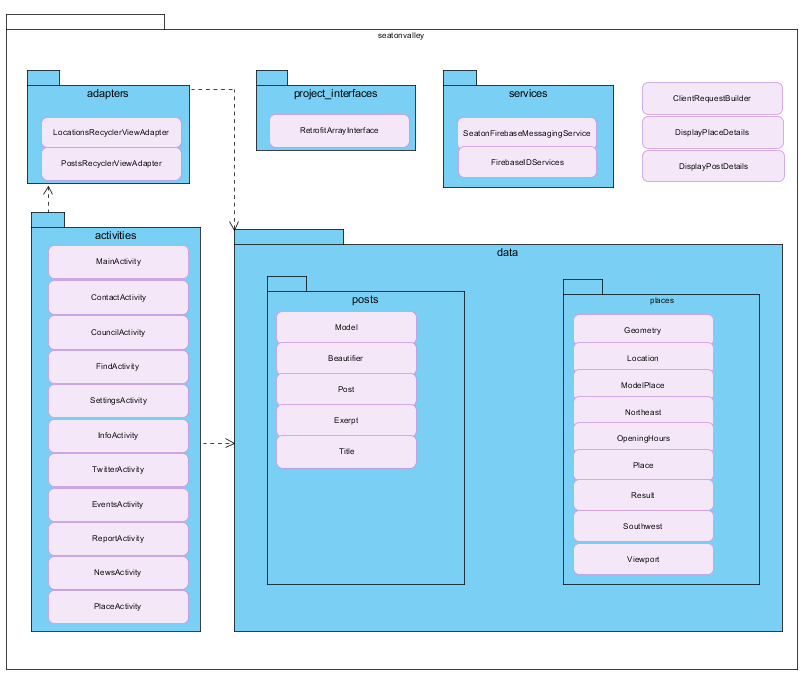 seatonvalley
adapters
LocationsRecyclerViewAdapter
PostsRecyclerViewAdapter
project_interfaces
RetrofitArrayInterface
services
SeatonFirebaseMessagingService
FirebaseIDServices
ClientRequestBuilder
DisplayPlaceDetails
DisplayPostDetails
activities
MainActivity
ContactActivity
CouncilActivity
FindActivity
SettingsActivity
InfoActivity
TwitterActivity
EventsActivity
ReportActivity
NewsActivity
PlaceActivity
data
posts
Model
Beautifier
Post
Exerpt
Title
places
Geometry
Location
ModelPlace
Northeast
OpeningHours
Place
Result
Southwest
Viewport